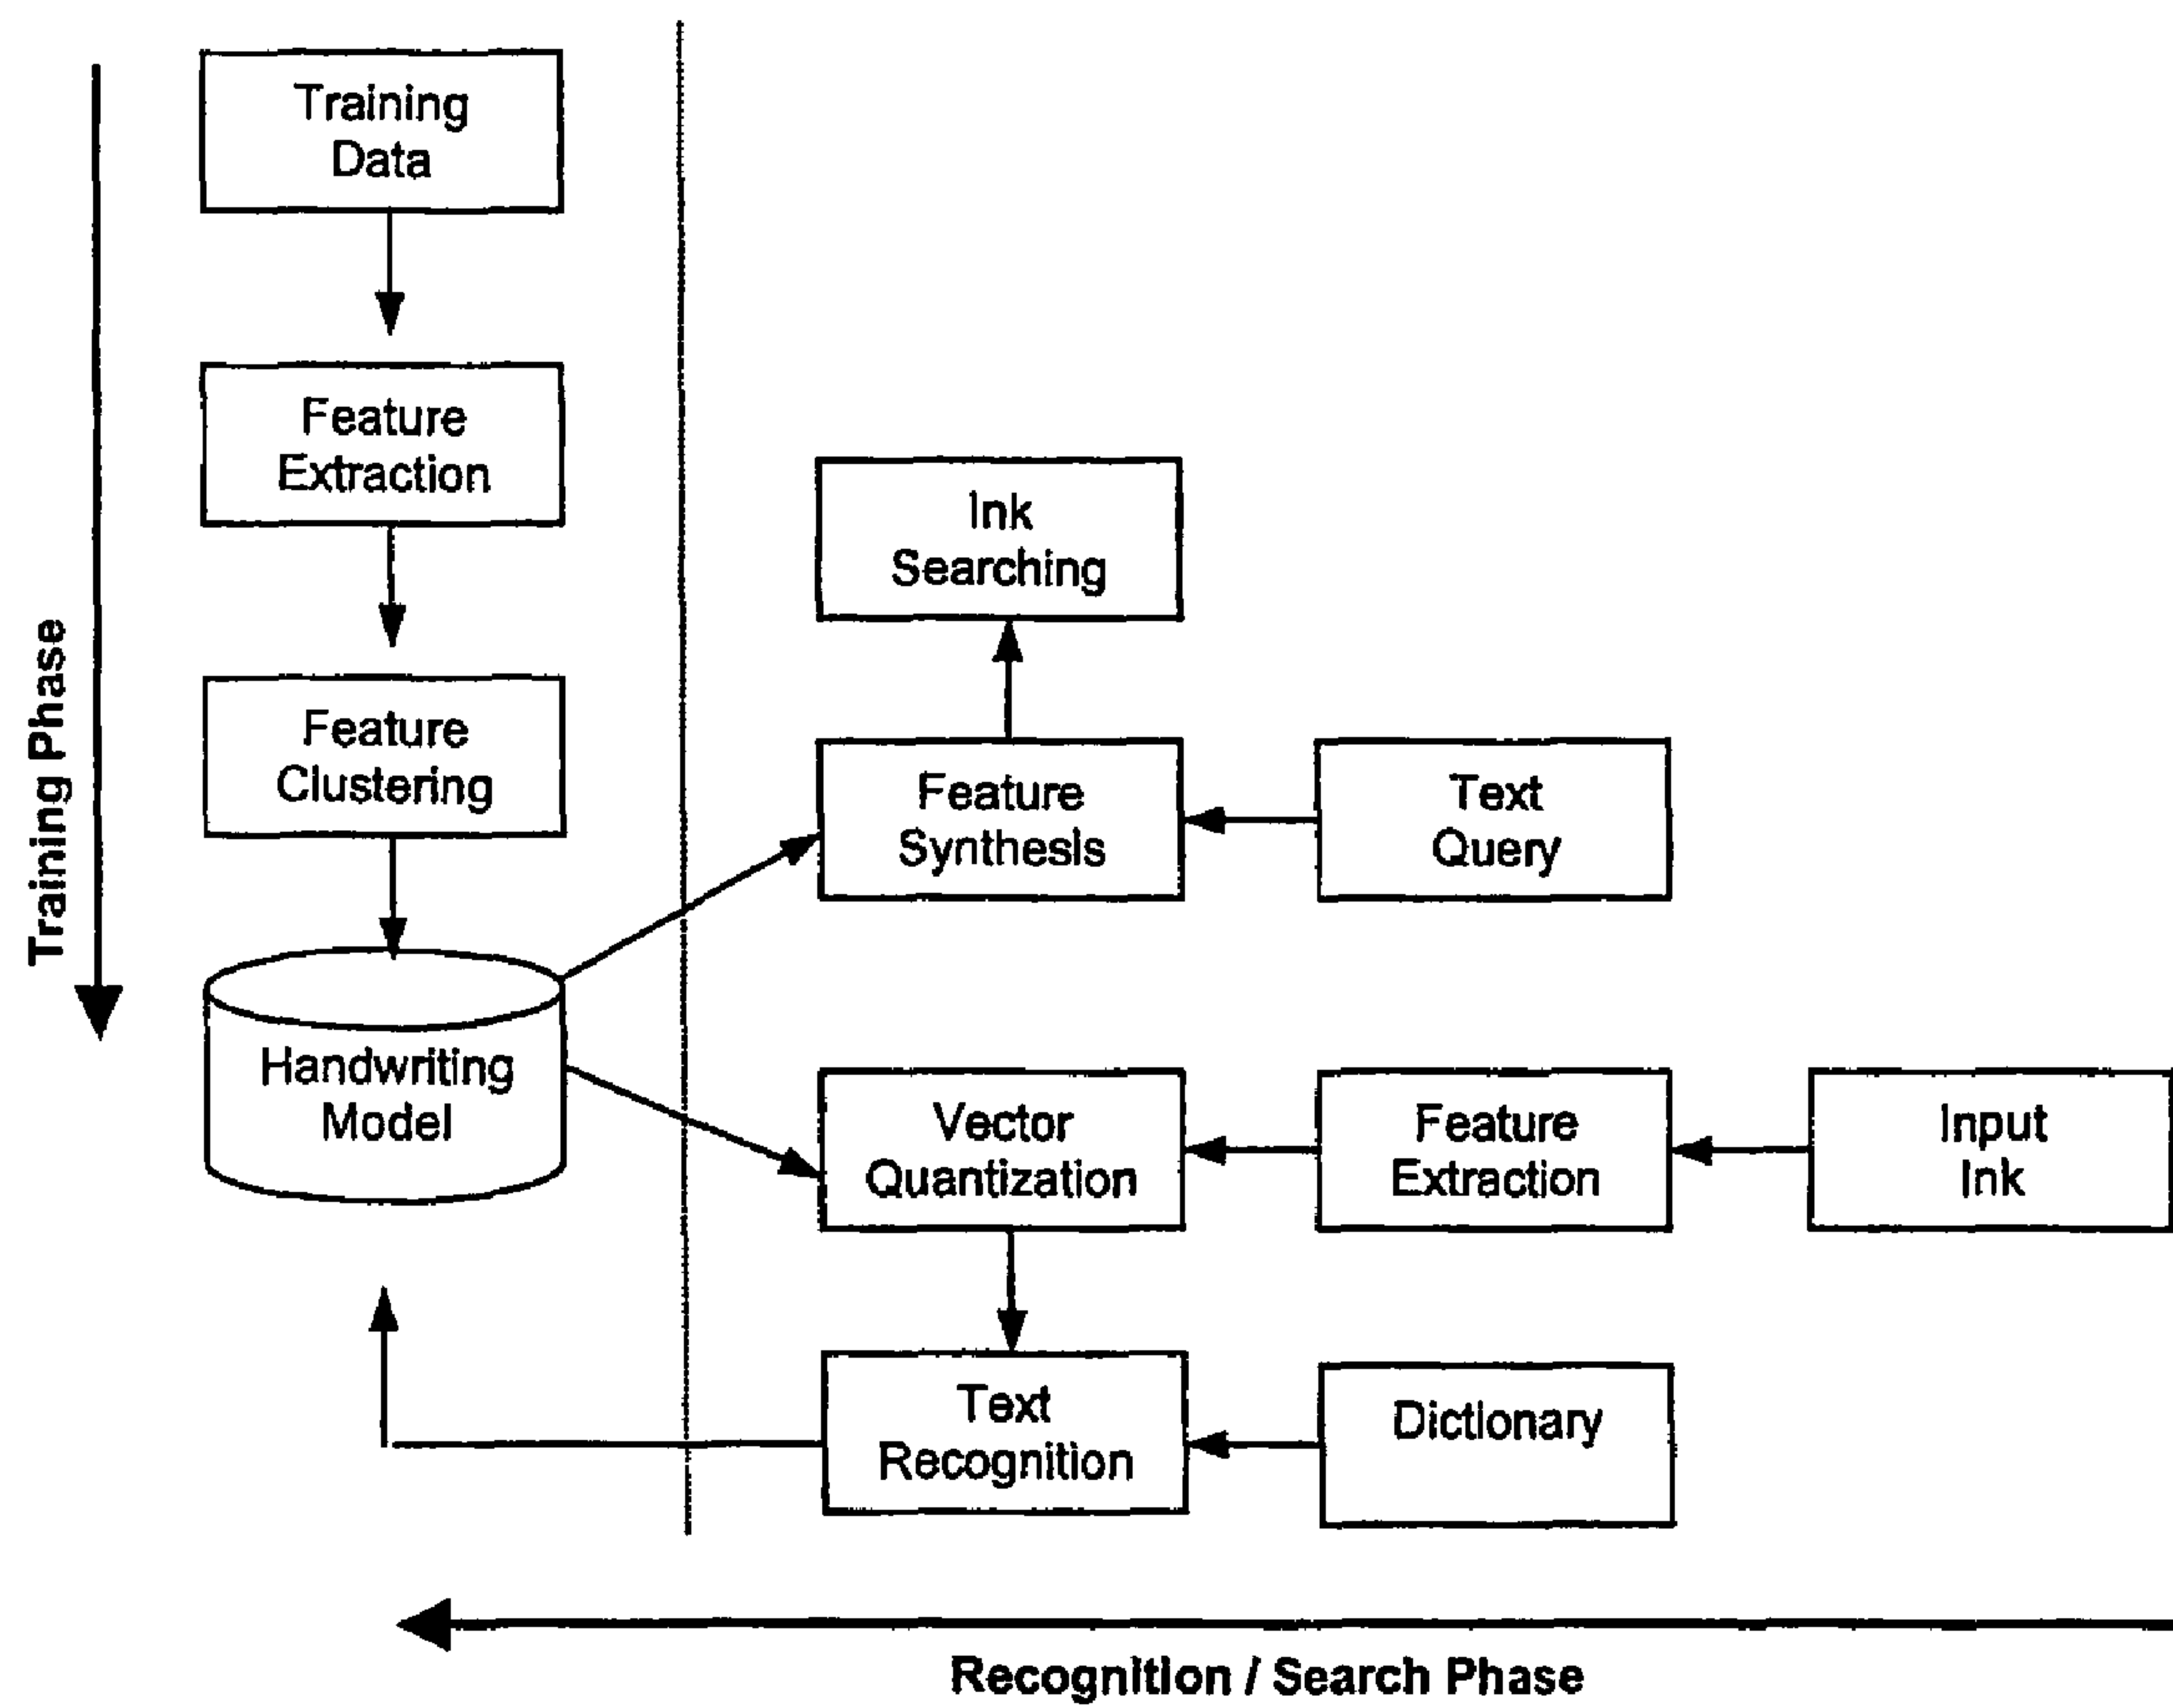 Training
Data
Feature
Extraction
Feature
Clustering
Handwriting
Model
Training Phase
Ink
Searching
Feature
Synthesis
Text
Query
Vector
Quantization
Feature
Extraction
Input
Ink
Text
Recognition
Dictionary
Recognition / Search Phase